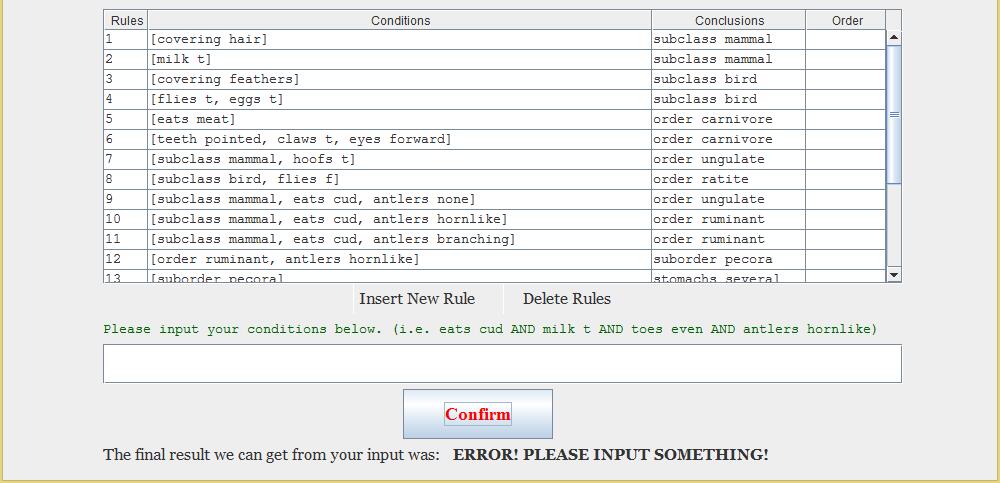 Rules Conditions Conclusions Order
1 [covering hair] subclass mammal
2 [milk t] subclass mammal
3 [covering feathers] subclass bird
4 [flies t, eggs t] subclass bird
5 [eats meat] order carnivore
6 [teeth pointed, claws t, eyes forward] order carnivore
7 [subclass mammal, hoofs t] order ungulate
8 [subclass bird, flies f] order ratite
9 [subclass mammal, eats cud, antlers none] order ungulate
10 [subclass mammal, eats cud, antlers hornlike] order ruminant
11 [subclass mammal, eats cud, antlers branching] order ruminant
12 [order ruminant, antlers hornlike] suborder pecora
13 [suborder pecora] stomachs several
Insert New Rule Delete Rules
Please input your conditions below. (i.e. eats cud AND milk t AND toes even AND antlers hornlike)
Confirm
The final result we can get from your input was: ERROR! PLEASE INPUT SOMETHING!